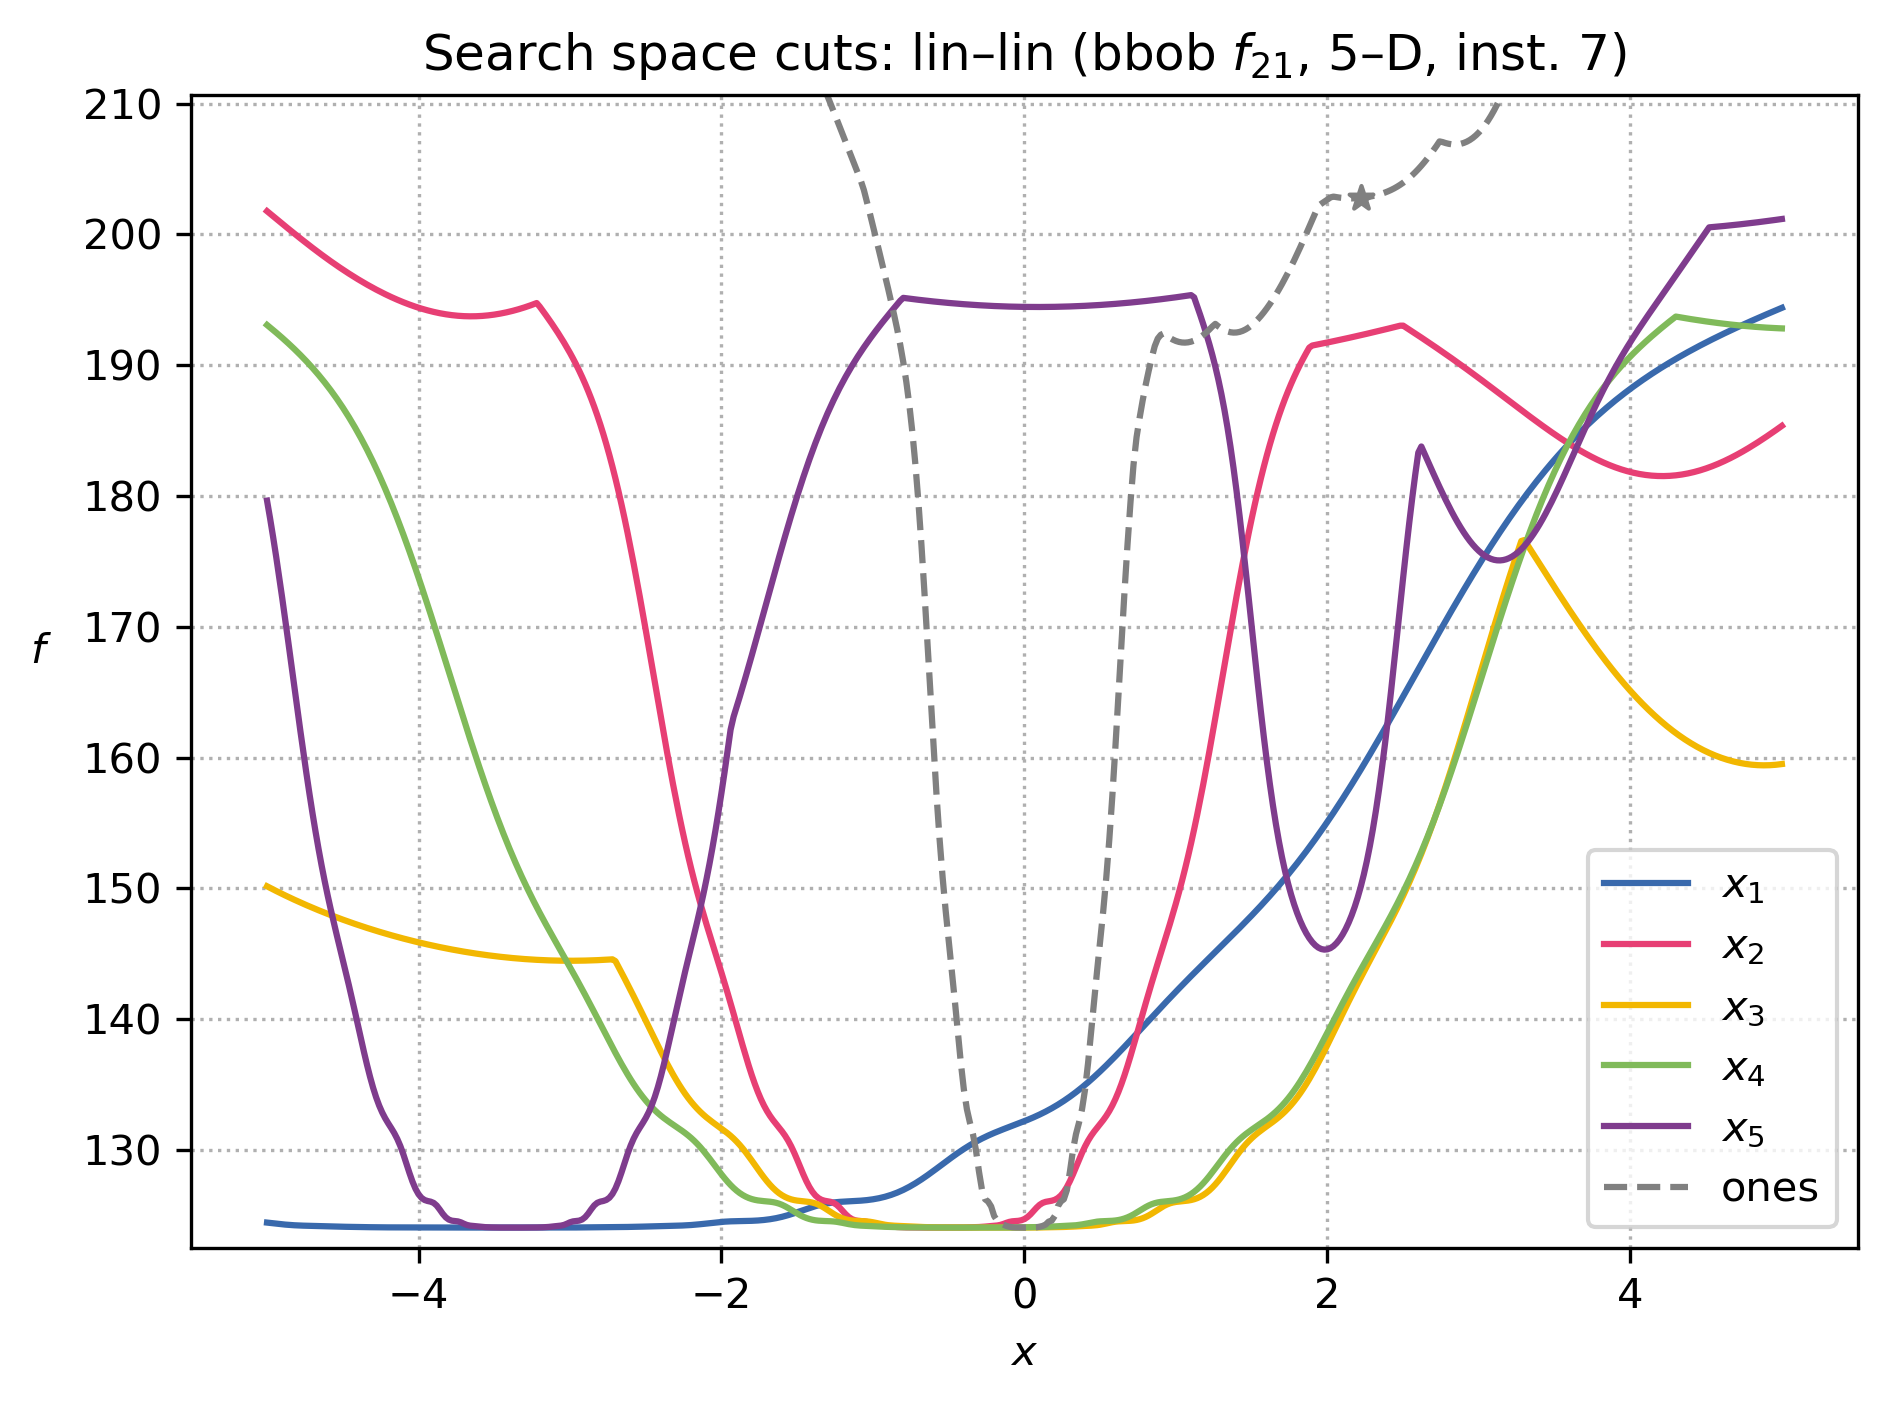 Search space cuts: lin–lin (bbob f₂₁, 5–D, inst. 7)
210
200
190
180
170
160
150
140
130
f
−4
−2
0
2
4
x
x₁
x₂
x₃
x₄
x₅
ones